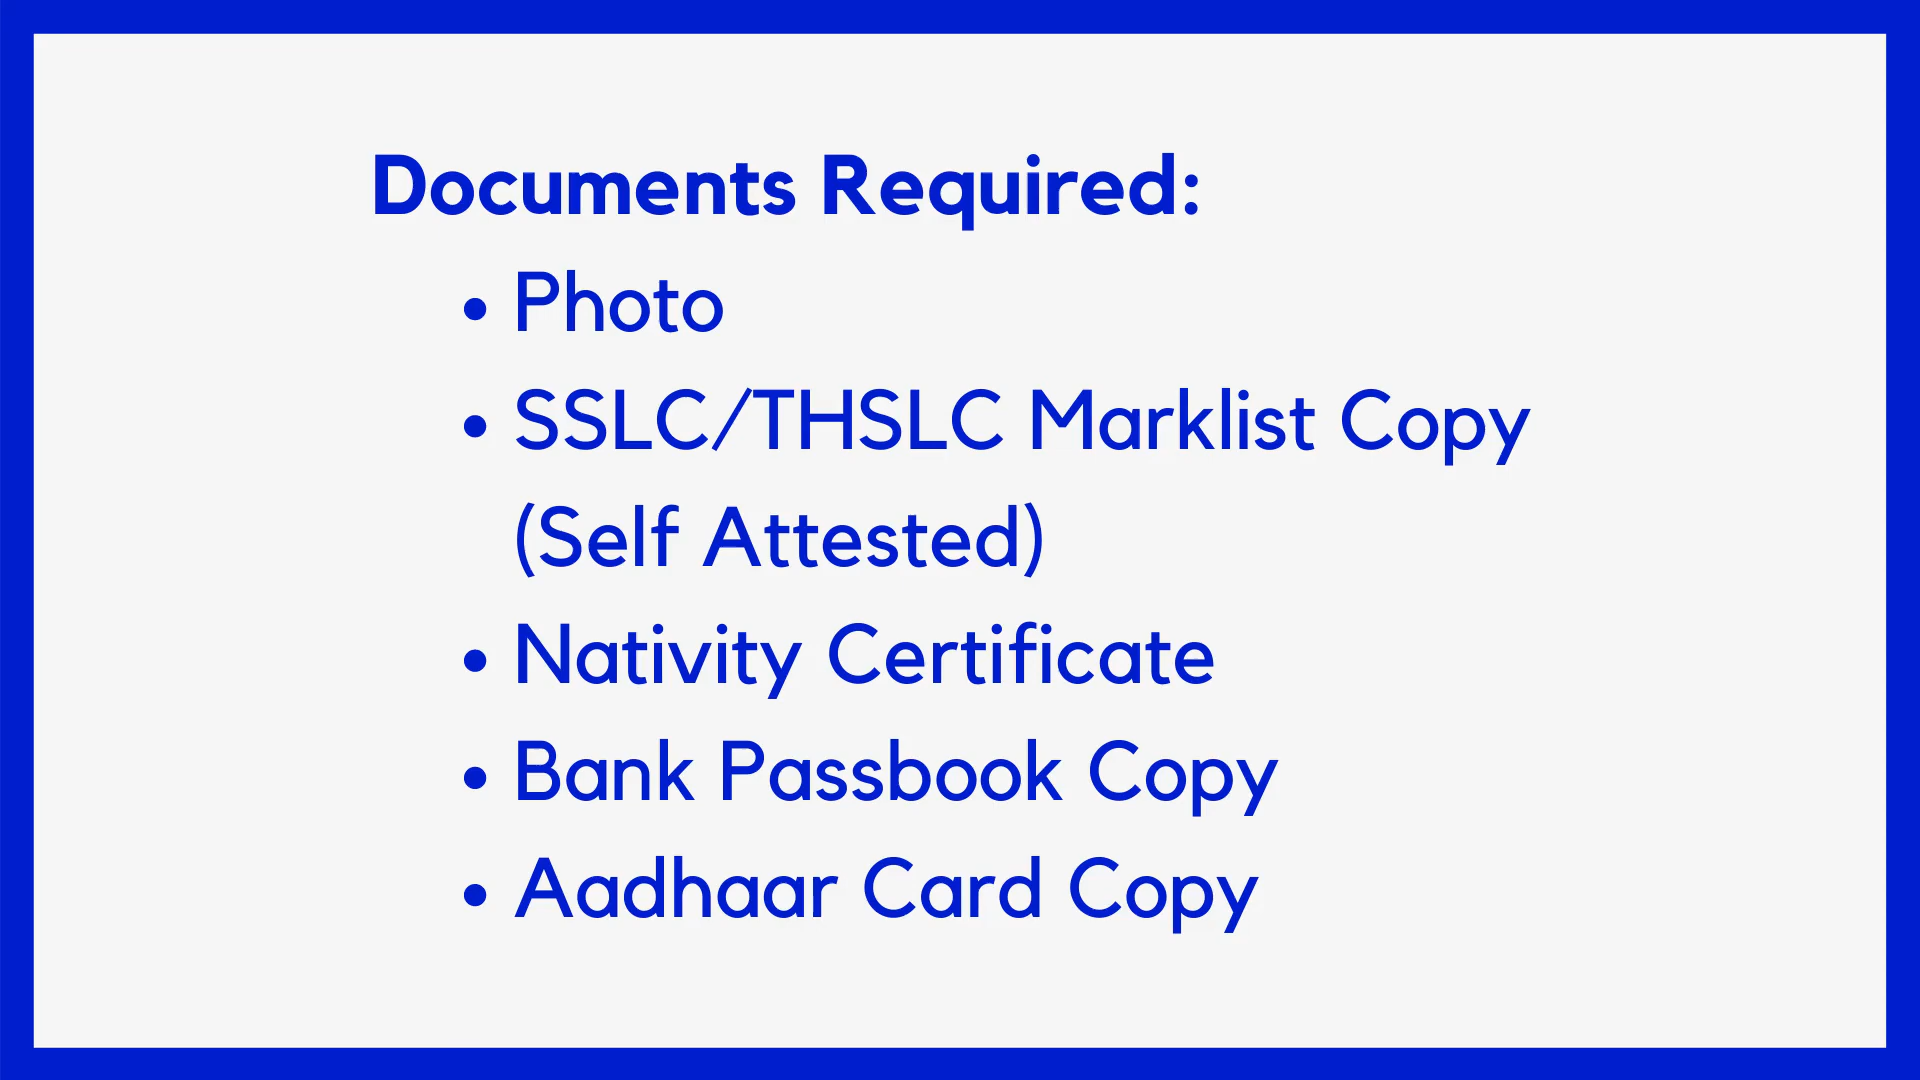 Documents Required:
• Photo
• SSLC/THSLC Marklist Copy
(Self Attested)
• Nativity Certificate
• Bank Passbook Copy
• Aadhaar Card Copy